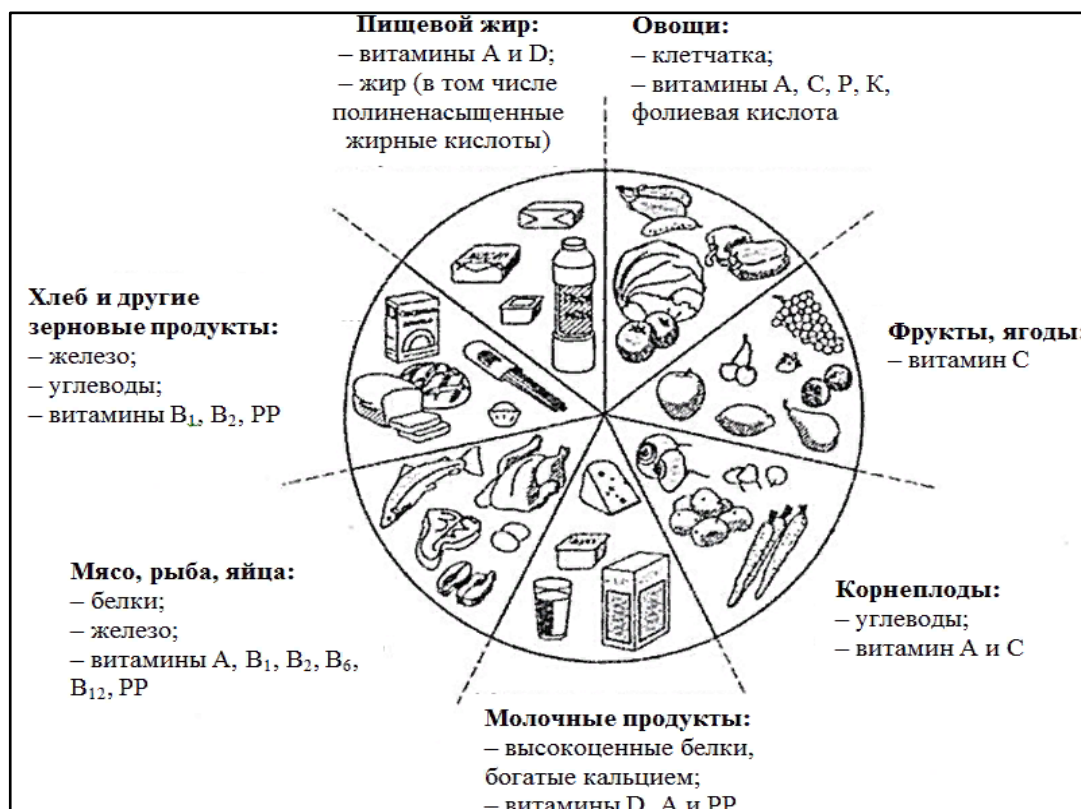 Пищевой жир:
– витамины А и D;
– жир (в том числе
полиненасыщенные
жирные кислоты)
Овощи:
– клетчатка;
– витамины А, С, Р, К,
фолиевая кислота
Хлеб и другие
зерновые продукты:
– железо;
– углеводы;
– витамины В₁, В₂, РР
Фрукты, ягоды:
– витамин С
Мясо, рыба, яйца:
– белки;
– железо;
– витамины А, В₁, В₂, В₆,
В₁₂, РР
Корнеплоды:
– углеводы;
– витамин А и С
Молочные продукты:
– высокоценные белки,
богатые кальцием;
– витамины D, А и РР